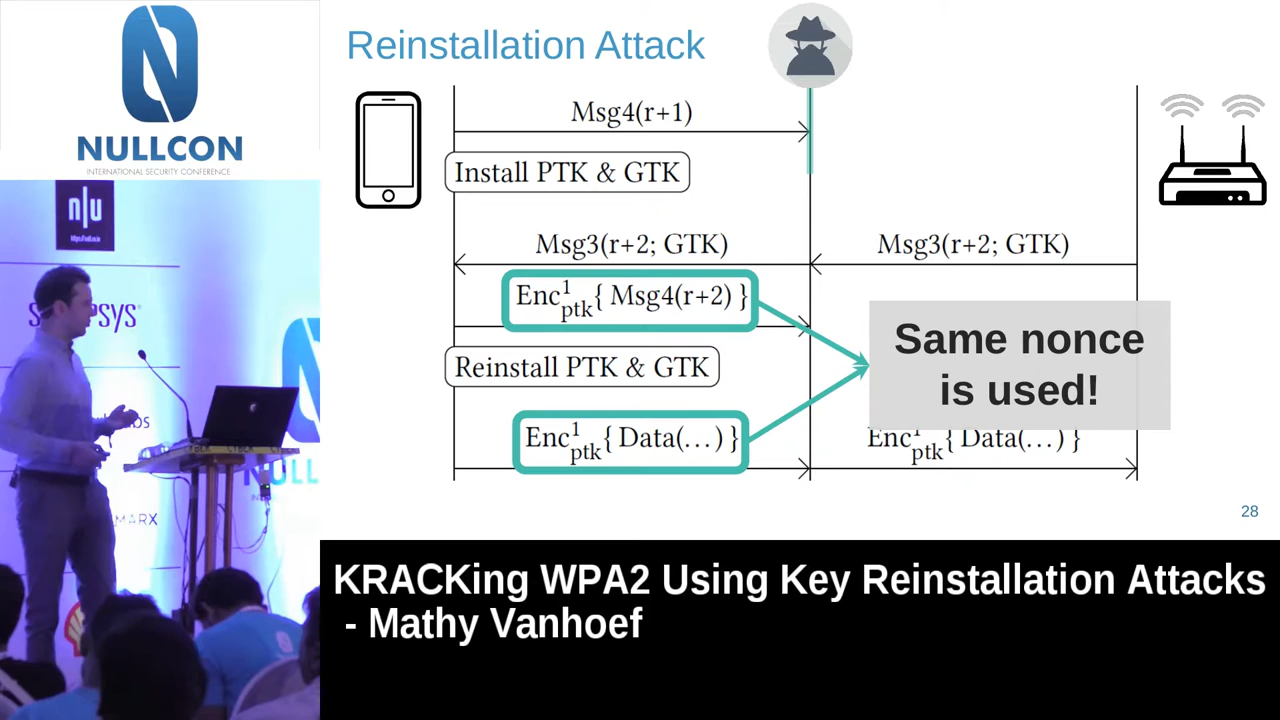 NULLCON
INTERNATIONAL SECURITY CONFERENCE
n|u
Reinstallation Attack
Msg4(r+1)
Install PTK & GTK
Msg3(r+2; GTK)
Msg3(r+2; GTK)
Enc¹ptk{ Msg4(r+2) }
Same nonce
is used!
Reinstall PTK & GTK
Enc¹ptk{ Data(…) }
Enc¹ptk{ Data(…) }
28
KRACKing WPA2 Using Key Reinstallation Attacks
- Mathy Vanhoef